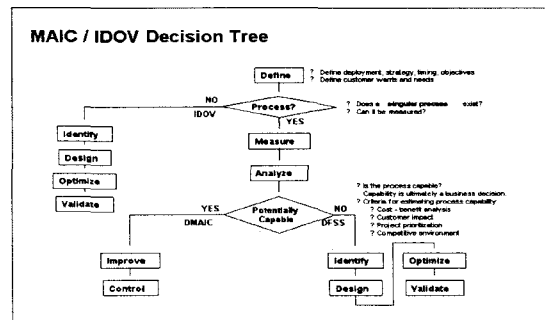 MAIC / IDOV Decision Tree
Define
? Define deployment, strategy, timing, objectives
? Define customer wants and needs
NO
IDOV
Process?
YES
? Does a singular process exist?
? Can it be measured?
Identify
Design
Optimize
Validate
Measure
Analyze
? Is the process capable?
Capability is ultimately a business decision.
? Criteria for estimating process capability:
? Cost - benefit analysis
? Customer impact
? Project prioritization
? Competitive environment
YES
DMAIC
Potentially
Capable
NO
DFSS
Improve
Control
Identify
Design
Optimize
Validate